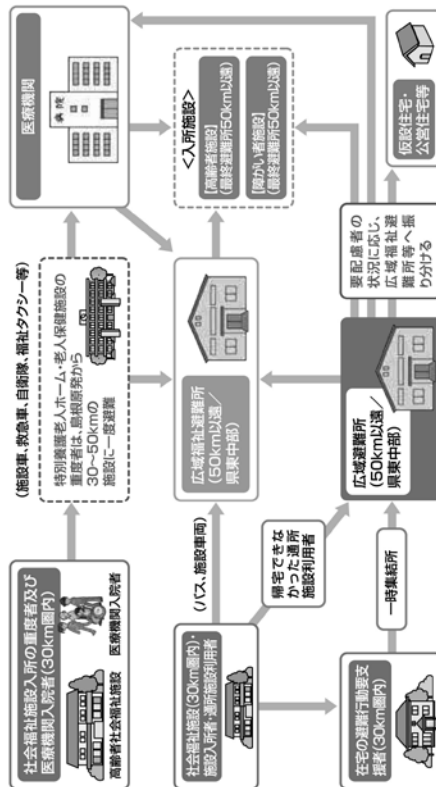 社会福祉施設入所の重度者及び
医療機関入院者(30km圏内)
高齢者社会福祉施設
医療機関入院者
(施設車、救急車、自衛隊、福祉タクシー等)
特別養護老人ホーム・老人保健施設の
重度者は、島根原発から
30~50kmの
施設に一度避難
医療機関
病院
社会福祉施設(30km圏内)・
施設入所者・通所施設利用者
(バス、施設車両)
広域福祉避難所
(50km以遠/
県東中部)
<入所施設>
【高齢者施設】
(最終避難所50km以遠)
【障がい者施設】
(最終避難所50km以遠)
帰宅できな
かった通所
施設利用者
在宅の避難行動要支
援者(30km圏内)
一時集結所
広域避難所
(50km以遠/
県東中部)
要配慮者の
状況に応じ、
広域福祉避
難所等へ振
り分ける
仮設住宅・
公営住宅等